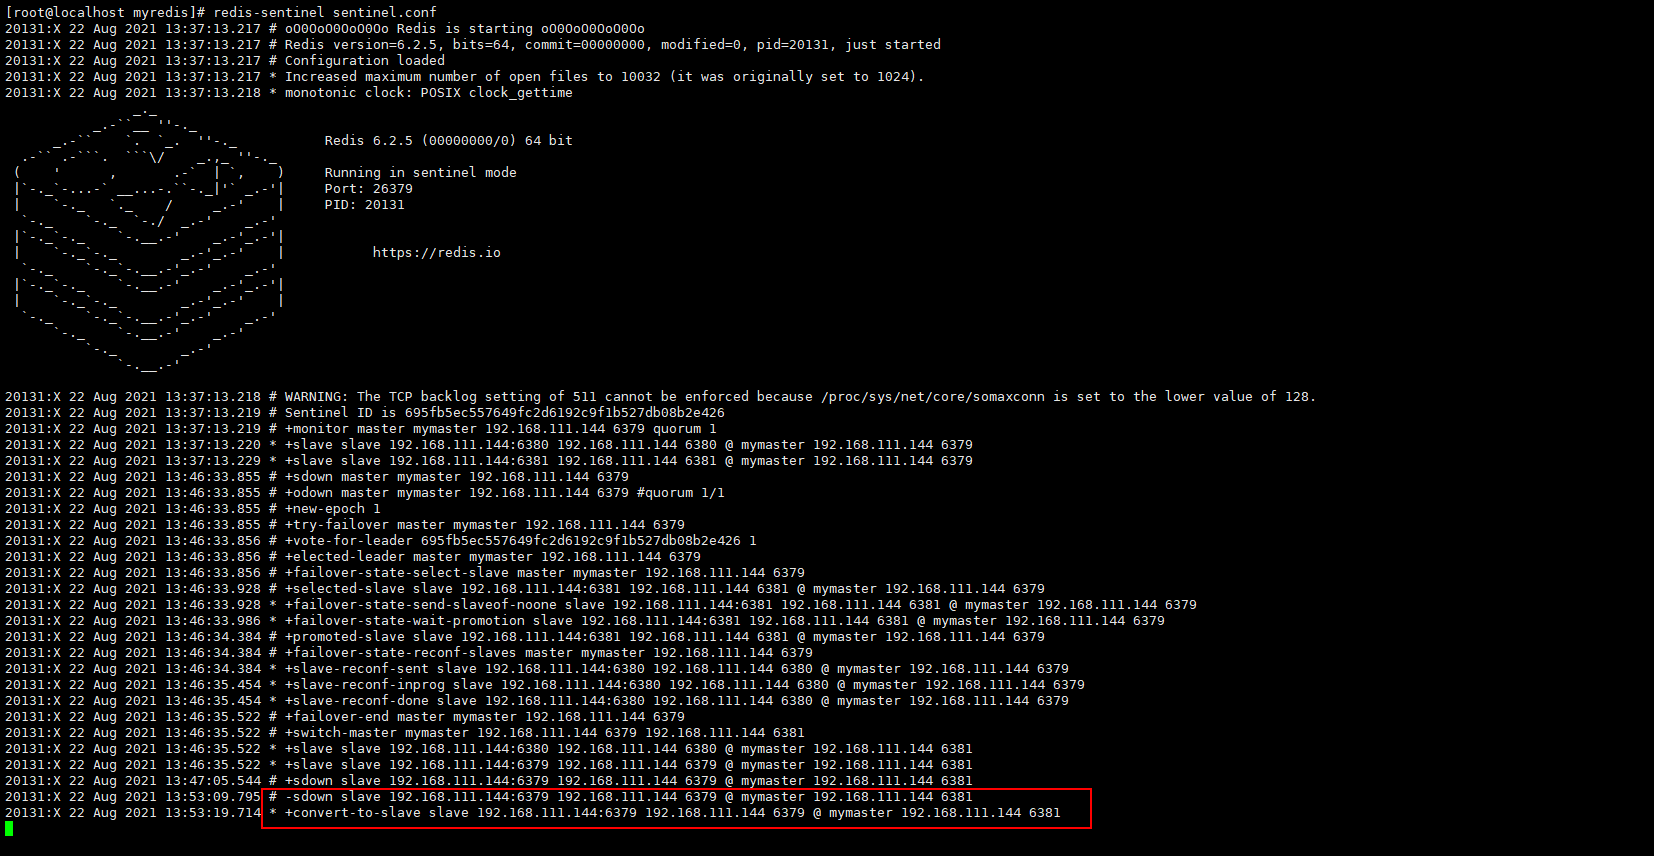 [root@localhost myredis]# redis-sentinel sentinel.conf
20131:X 22 Aug 2021 13:37:13.217 # oO0OoO0OoO0Oo Redis is starting oO0OoO0OoO0Oo
20131:X 22 Aug 2021 13:37:13.217 # Redis version=6.2.5, bits=64, commit=00000000, modified=0, pid=20131, just started
20131:X 22 Aug 2021 13:37:13.217 # Configuration loaded
20131:X 22 Aug 2021 13:37:13.217 * Increased maximum number of open files to 10032 (it was originally set to 1024).
20131:X 22 Aug 2021 13:37:13.218 * monotonic clock: POSIX clock_gettime
Redis 6.2.5 (00000000/0) 64 bit
Running in sentinel mode
Port: 26379
PID: 20131
https://redis.io
20131:X 22 Aug 2021 13:37:13.218 # WARNING: The TCP backlog setting of 511 cannot be enforced because /proc/sys/net/core/somaxconn is set to the lower value of 128.
20131:X 22 Aug 2021 13:37:13.219 # Sentinel ID is 695fb5ec557649fc2d6192c9f1b527db08b2e426
20131:X 22 Aug 2021 13:37:13.219 # +monitor master mymaster 192.168.111.144 6379 quorum 1
20131:X 22 Aug 2021 13:37:13.220 * +slave slave 192.168.111.144:6380 192.168.111.144 6380 @ mymaster 192.168.111.144 6379
20131:X 22 Aug 2021 13:37:13.229 * +slave slave 192.168.111.144:6381 192.168.111.144 6381 @ mymaster 192.168.111.144 6379
20131:X 22 Aug 2021 13:46:33.855 # +sdown master mymaster 192.168.111.144 6379
20131:X 22 Aug 2021 13:46:33.855 # +odown master mymaster 192.168.111.144 6379 #quorum 1/1
20131:X 22 Aug 2021 13:46:33.855 # +new-epoch 1
20131:X 22 Aug 2021 13:46:33.855 # +try-failover master mymaster 192.168.111.144 6379
20131:X 22 Aug 2021 13:46:33.856 # +vote-for-leader 695fb5ec557649fc2d6192c9f1b527db08b2e426 1
20131:X 22 Aug 2021 13:46:33.856 # +elected-leader master mymaster 192.168.111.144 6379
20131:X 22 Aug 2021 13:46:33.856 # +failover-state-select-slave master mymaster 192.168.111.144 6379
20131:X 22 Aug 2021 13:46:33.928 # +selected-slave slave 192.168.111.144:6381 192.168.111.144 6381 @ mymaster 192.168.111.144 6379
20131:X 22 Aug 2021 13:46:33.928 * +failover-state-send-slaveof-noone slave 192.168.111.144:6381 192.168.111.144 6381 @ mymaster 192.168.111.144 6379
20131:X 22 Aug 2021 13:46:33.986 * +failover-state-wait-promotion slave 192.168.111.144:6381 192.168.111.144 6381 @ mymaster 192.168.111.144 6379
20131:X 22 Aug 2021 13:46:34.384 # +promoted-slave slave 192.168.111.144:6381 192.168.111.144 6381 @ mymaster 192.168.111.144 6379
20131:X 22 Aug 2021 13:46:34.384 # +failover-state-reconf-slaves master mymaster 192.168.111.144 6379
20131:X 22 Aug 2021 13:46:34.384 * +slave-reconf-sent slave 192.168.111.144:6380 192.168.111.144 6380 @ mymaster 192.168.111.144 6379
20131:X 22 Aug 2021 13:46:35.454 * +slave-reconf-inprog slave 192.168.111.144:6380 192.168.111.144 6380 @ mymaster 192.168.111.144 6379
20131:X 22 Aug 2021 13:46:35.454 * +slave-reconf-done slave 192.168.111.144:6380 192.168.111.144 6380 @ mymaster 192.168.111.144 6379
20131:X 22 Aug 2021 13:46:35.522 # +failover-end master mymaster 192.168.111.144 6379
20131:X 22 Aug 2021 13:46:35.522 # +switch-master mymaster 192.168.111.144 6379 192.168.111.144 6381
20131:X 22 Aug 2021 13:46:35.522 * +slave slave 192.168.111.144:6380 192.168.111.144 6380 @ mymaster 192.168.111.144 6381
20131:X 22 Aug 2021 13:46:35.522 * +slave slave 192.168.111.144:6379 192.168.111.144 6379 @ mymaster 192.168.111.144 6381
20131:X 22 Aug 2021 13:47:05.544 # +sdown slave 192.168.111.144:6379 192.168.111.144 6379 @ mymaster 192.168.111.144 6381
20131:X 22 Aug 2021 13:53:09.795 # -sdown slave 192.168.111.144:6379 192.168.111.144 6379 @ mymaster 192.168.111.144 6381
20131:X 22 Aug 2021 13:53:19.714 * +convert-to-slave slave 192.168.111.144:6379 192.168.111.144 6379 @ mymaster 192.168.111.144 6381